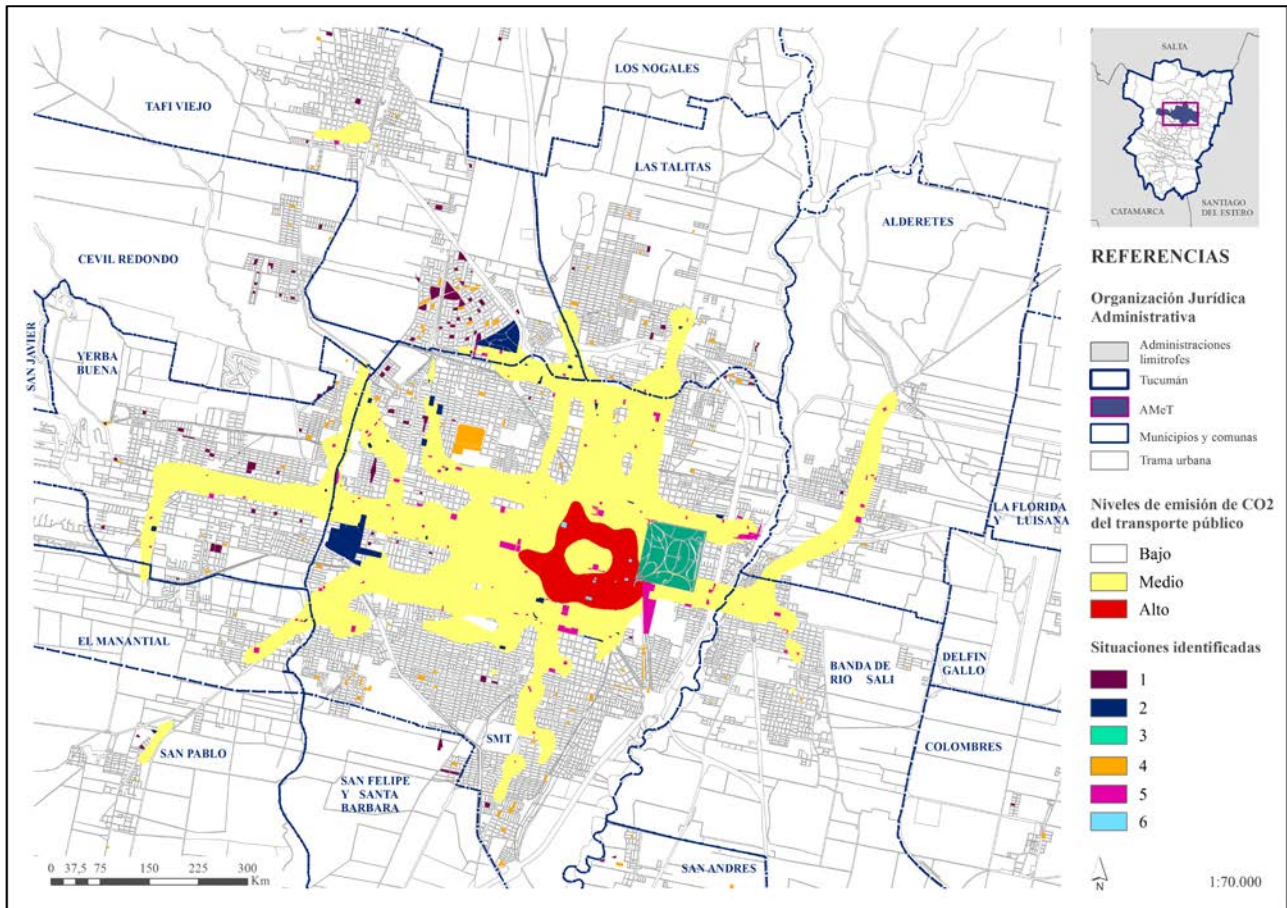 LOS NOGALES
TAFI VIEJO
LAS TALITAS
ALDERETES
CEVIL REDONDO
SAN JAVIER
YERBA
BUENA
LA FLORIDA
Y LUISIANA
EL MANANTIAL
BANDA DE
RIO SALI
DELFIN
GALLO
COLOMBRES
SMT
SAN PABLO
SAN FELIPE
Y SANTA
BARBARA
SAN ANDRES
0 37,5 75 150 225 300
Km
SALTA
CATAMARCA
SANTIAGO
DEL ESTERO
REFERENCIAS
Organización Jurídica
Administrativa
Administraciones
limitrofes
Tucumán
AMeT
Municipios y comunas
Trama urbana
Niveles de emisión de CO2
del transporte público
Bajo
Medio
Alto
Situaciones identificadas
1
2
3
4
5
6
N
1:70.000